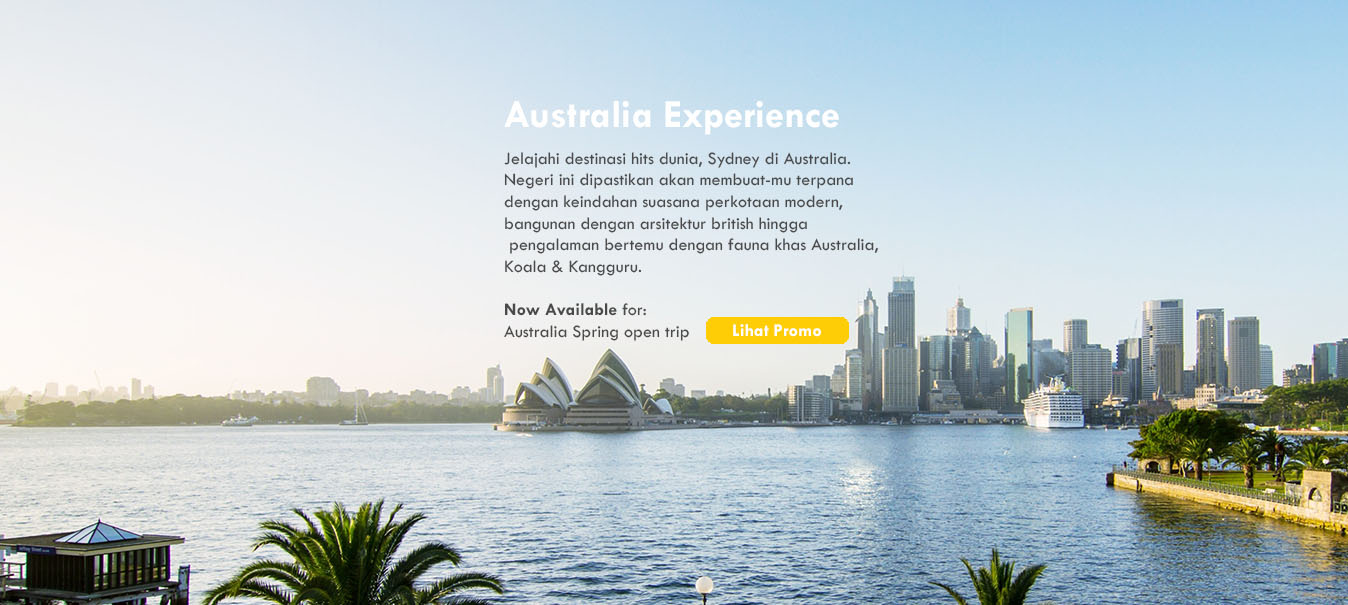 Australia Experience
Jelajahi destinasi hits dunia, Sydney di Australia.
Negeri ini dipastikan akan membuat-mu terpana
dengan keindahan suasana perkotaan modern,
bangunan dengan arsitektur british hingga
pengalaman bertemu dengan fauna khas Australia,
Koala & Kangguru.
Now Available for:
Australia Spring open trip
Lihat Promo